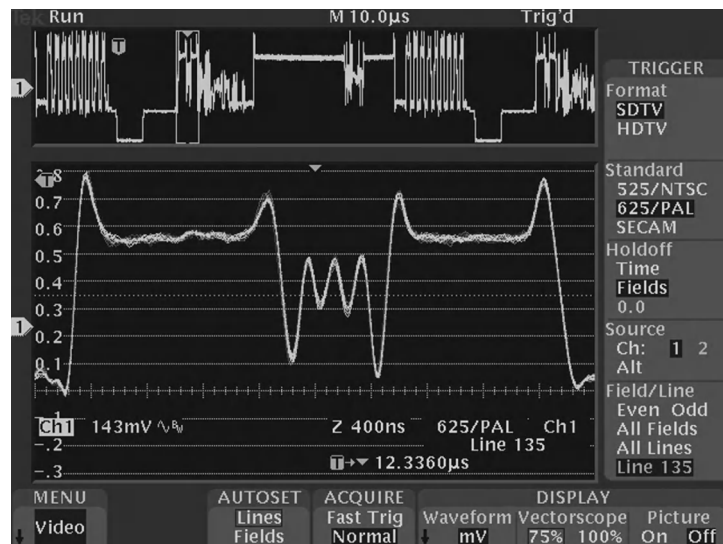 Tek Run M 10.0µs Trig'd
T
1
TRIGGER
Format
SDTV
HDTV
Standard
525/NTSC
625/PAL
SECAM
Holdoff
Time
Fields
0.0
Source
Ch: 1 2
Alt
Field/Line
Even Odd
All Fields
All Lines
Line 135
T
0.7
0.6
0.5
0.4
0.3
1
0.2
0.1
-.2
-.3
Ch1 143mV Z 400ns 625/PAL Ch1
Line 135
T 12.3360µs
MENU
Video
AUTOSET
Lines
Fields
ACQUIRE
Fast Trig
Normal
DISPLAY
Waveform
mV
Vectorscope
75% 100%
Picture
On Off